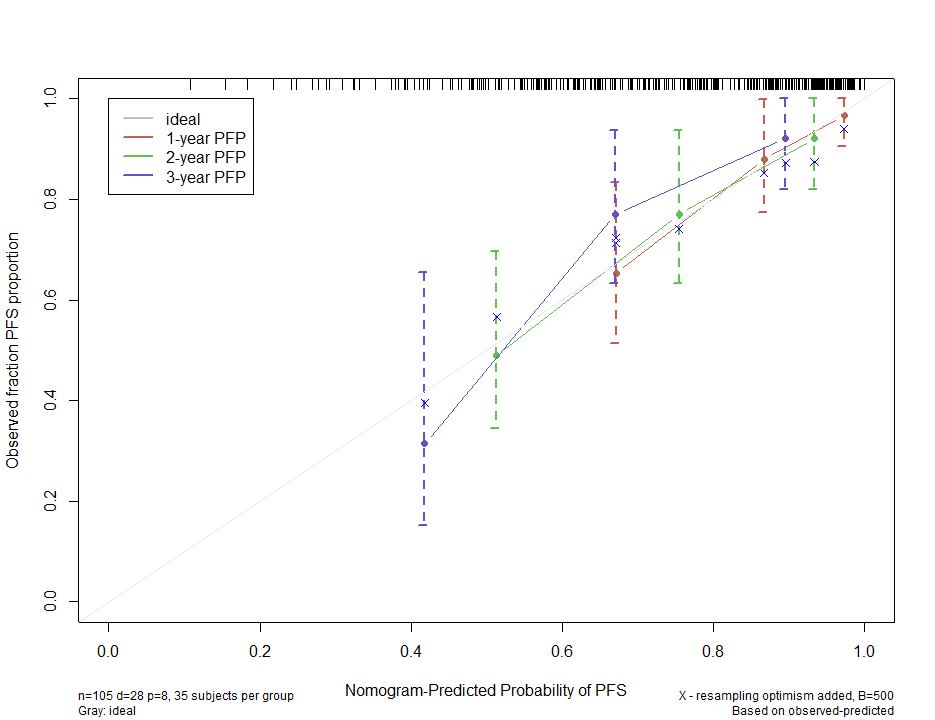 ideal
1-year PFP
2-year PFP
3-year PFP
Observed fraction PFS proportion
1.0
0.8
0.6
0.4
0.2
0.0
0.0 0.2 0.4 0.6 0.8 1.0
Nomogram-Predicted Probability of PFS
n=105 d=28 p=8, 35 subjects per group
Gray: ideal
X - resampling optimism added, B=500
Based on observed-predicted